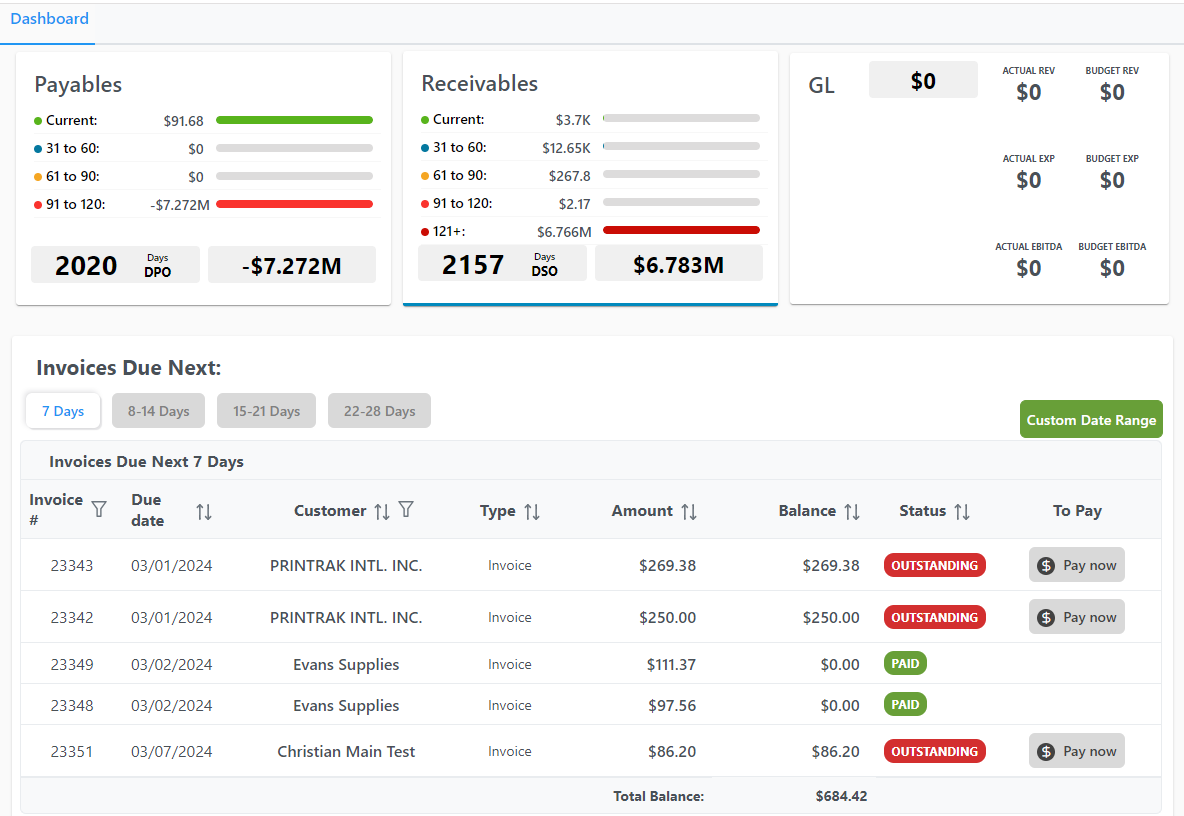 Dashboard
Payables
Current: $91.68
31 to 60: $0
61 to 90: $0
91 to 120: -$7.272M
2020 Days DPO -$7.272M
Receivables
Current: $3.7K
31 to 60: $12.65K
61 to 90: $267.8
91 to 120: $2.17
121+: $6.766M
2157 Days DSO $6.783M
GL $0
ACTUAL REV BUDGET REV
$0 $0
ACTUAL EXP BUDGET EXP
$0 $0
ACTUAL EBITDA BUDGET EBITDA
$0 $0
Invoices Due Next:
7 Days 8-14 Days 15-21 Days 22-28 Days
Custom Date Range
Invoices Due Next 7 Days
Invoice # Due date Customer Type Amount Balance Status To Pay
23343 03/01/2024 PRINTRAK INTL. INC. Invoice $269.38 $269.38 OUTSTANDING $ Pay now
23342 03/01/2024 PRINTRAK INTL. INC. Invoice $250.00 $250.00 OUTSTANDING $ Pay now
23349 03/02/2024 Evans Supplies Invoice $111.37 $0.00 PAID
23348 03/02/2024 Evans Supplies Invoice $97.56 $0.00 PAID
23351 03/07/2024 Christian Main Test Invoice $86.20 $86.20 OUTSTANDING $ Pay now
Total Balance: $684.42